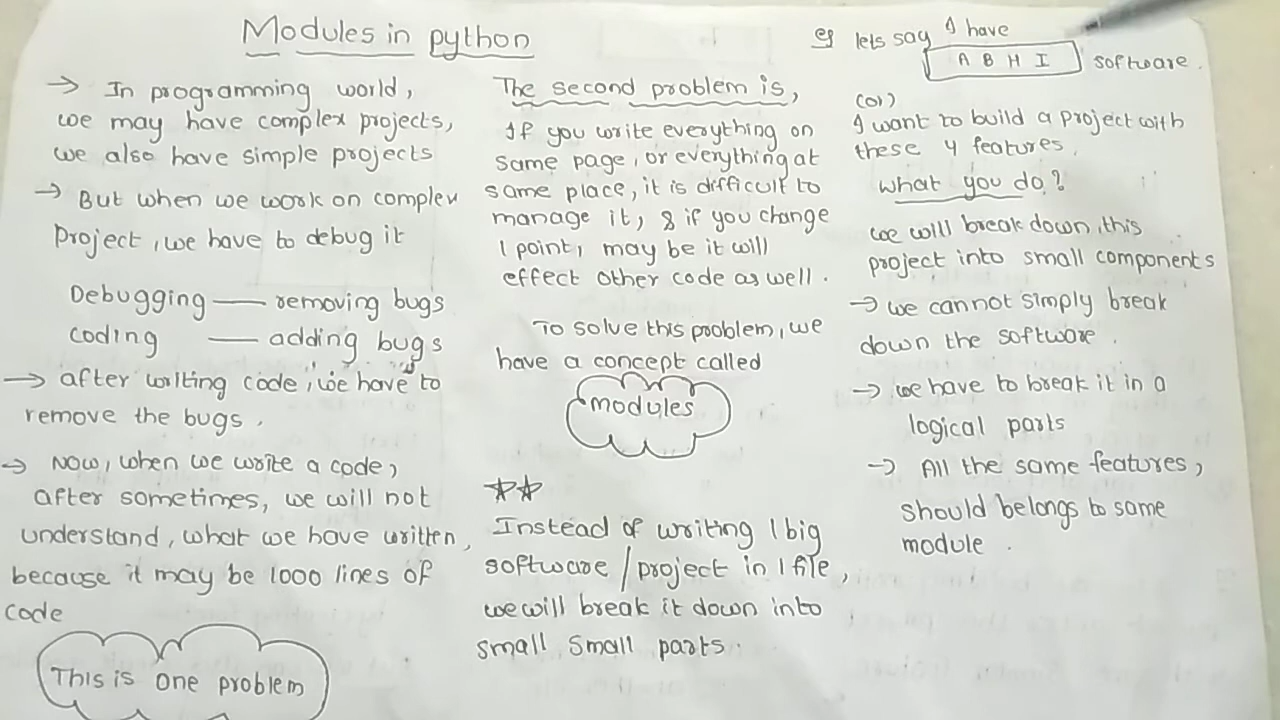 Modules in python
→ In programming world,
we may have complex projects,
we also have simple projects
→ But when we work on complex
project, we have to debug it
Debugging — removing bugs
coding — adding bugs
→ after writing code, we have to
remove the bugs.
→ Now, when we write a code,
after sometimes, we will not
understand, what we have written,
because it may be 1000 lines of
code
This is one problem
The second problem is,
If you write everything on
same page, or everything at
same place, it is difficult to
manage it, & if you change
1 point, may be it will
effect other code as well.
To solve this problem, we
have a concept called
modules
☆☆
Instead of writing 1 big
software/project in 1 file,
we will break it down into
small small parts.
eg lets say I have
A B H I software.
(or)
I want to build a project with
these 4 features.
what you do?
we will break down, this
project into small components
→ we cannot simply break
down the software.
→ we have to break it in a
logical parts
→ All the same features,
should belongs to same
module.